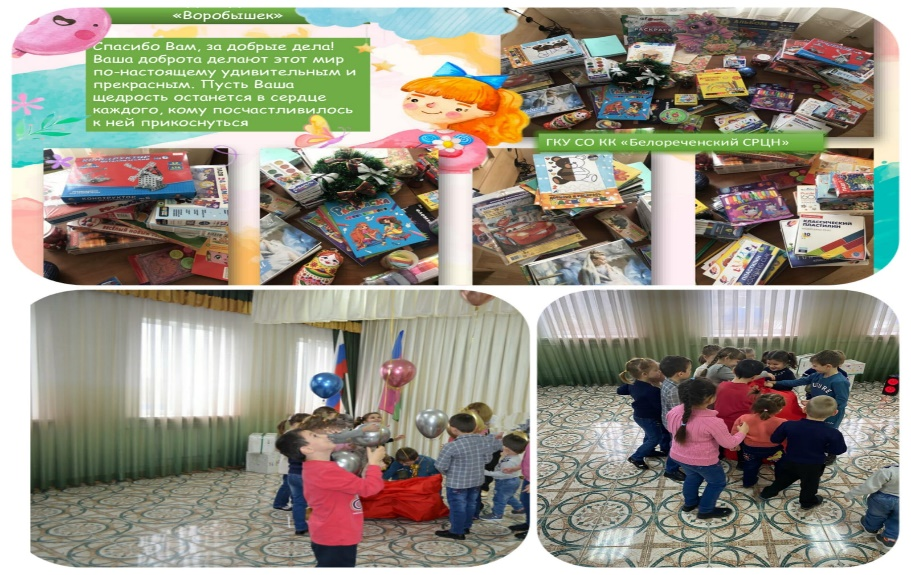 «Воробышек»
Спасибо Вам, за добрые дела!
Ваша доброта делают этот мир
по-настоящему удивительным и
прекрасным. Пусть Ваша
щедрость останется в сердце
каждого, кому посчастливилось
к ней прикоснуться
ГКУ СО КК «Белореченский СРЦН»
КОНСТРУКТОР
КЛАССИЧЕСКИЙ
ПЛАСТИЛИН